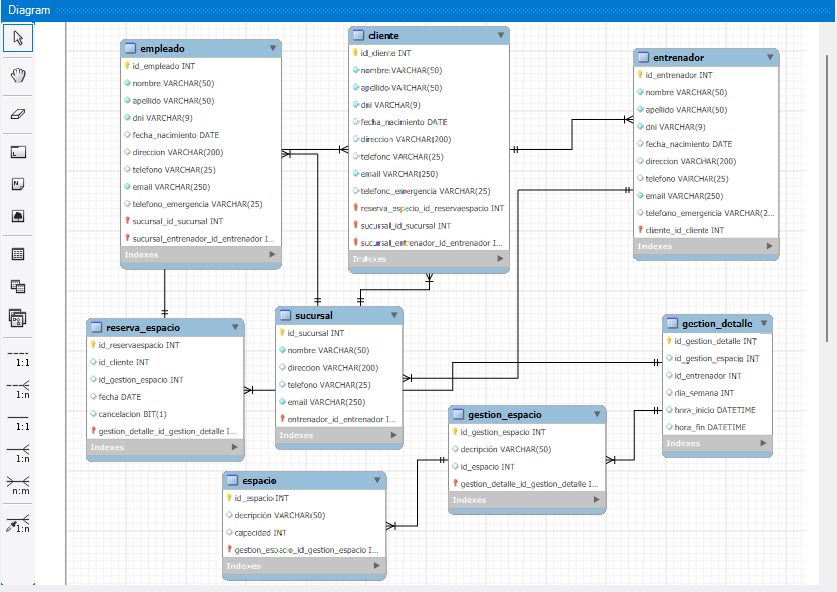 Diagram
empleado
id_empleado INT
nombre VARCHAR(50)
apellido VARCHAR(50)
dni VARCHAR(9)
fecha_nacimiento DATE
direccion VARCHAR(200)
telefono VARCHAR(25)
email VARCHAR(250)
telefono_emergencia VARCHAR(25)
sucursal_id_sucursal INT
sucursal_entrenador_id_entrenador I...
Indexes
cliente
id_cliente INT
nombre VARCHAR(50)
apellido VARCHAR(50)
dni VARCHAR(9)
fecha_nacimiento DATE
direccion VARCHAR(200)
telefono VARCHAR(25)
email VARCHAR(250)
telefono_emergencia VARCHAR(25)
reserva_espacio_id_reservaespacio INT
sucursal_id_sucursal INT
sucursal_entrenador_id_entrenador I...
Indexes
entrenador
id_entrenador INT
nombre VARCHAR(50)
apellido VARCHAR(50)
dni VARCHAR(9)
fecha_nacimiento DATE
direccion VARCHAR(200)
telefono VARCHAR(25)
email VARCHAR(250)
telefono_emergencia VARCHAR(2...
cliente_id_cliente INT
Indexes
reserva_espacio
id_reservaespacio INT
id_cliente INT
id_gestion_espacio INT
fecha DATE
cancelacion BIT(1)
gestion_detalle_id_gestion_detalle I...
Indexes
sucursal
id_sucursal INT
nombre VARCHAR(50)
direccion VARCHAR(200)
telefono VARCHAR(25)
email VARCHAR(250)
entrenador_id_entrenador I...
Indexes
gestion_detalle
id_gestion_detalle INT
id_gestion_espacio INT
id_entrenador INT
dia_semana INT
hora_inicio DATETIME
hora_fin DATETIME
Indexes
gestion_espacio
id_gestion_espacio INT
decripción VARCHAR(50)
id_espacio INT
gestion_detalle_id_gestion_detalle I...
Indexes
espacio
id_espacio INT
decripción VARCHAR(50)
capacidad INT
gestion_espacio_id_gestion_espacio I...
Indexes
1:1
1:n
1:1
1:n
n:m
1:n